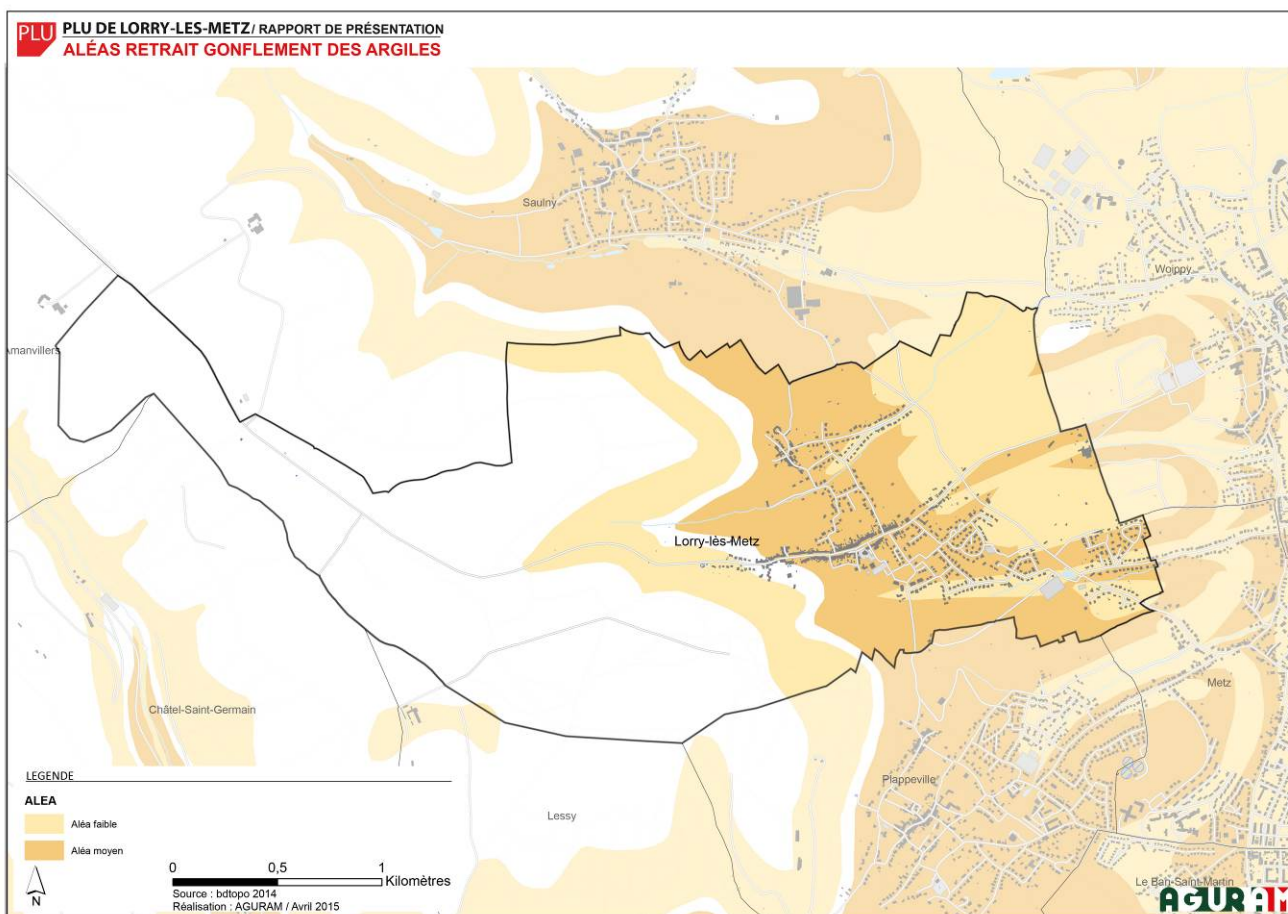 PLU
PLU DE LORRY-LES-METZ / RAPPORT DE PRÉSENTATION
ALÉAS RETRAIT GONFLEMENT DES ARGILES
Saulny
Woippy
Amanvillers
Lorry-lès-Metz
Châtel-Saint-Germain
Metz
Plappeville
Lessy
Le Ban-Saint-Martin
LEGENDE
ALEA
Aléa faible
Aléa moyen
N
0 0,5 1
Kilomètres
Source : bdtopo 2014
Réalisation : AGURAM / Avril 2015
AGURAM